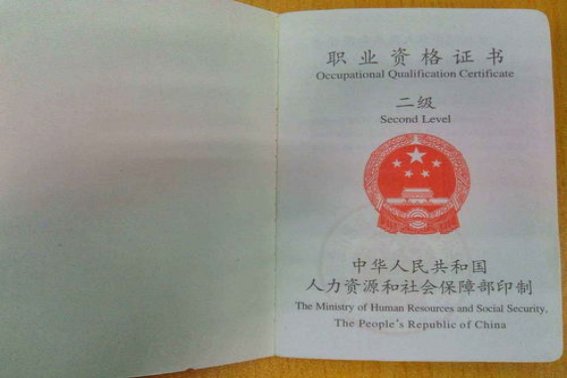 职业资格证书
Occupational Qualification Certificate
二级
Second Level
中华人民共和国
人力资源和社会保障部印制
The Ministry of Human Resources and Social Security,
The People's Republic of China